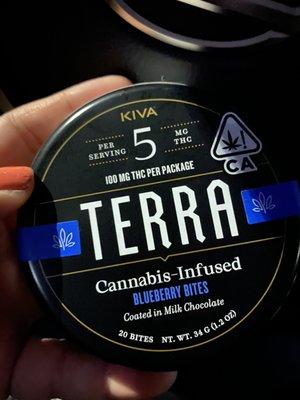 KIVA
PER SERVING 5 MG THC
100 MG THC PER PACKAGE
CA
TERRA
Cannabis-Infused
BLUEBERRY BITES
Coated in Milk Chocolate
20 BITES NT. WT. 34 G (1.2 OZ)